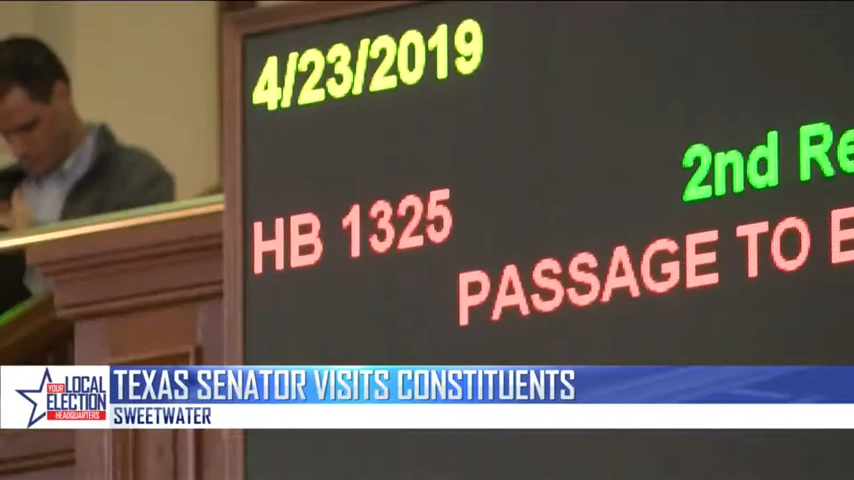 4/23/2019
2nd Re
HB 1325
PASSAGE TO E
YOUR
LOCAL
ELECTION
HEADQUARTERS
TEXAS SENATOR VISITS CONSTITUENTS
SWEETWATER